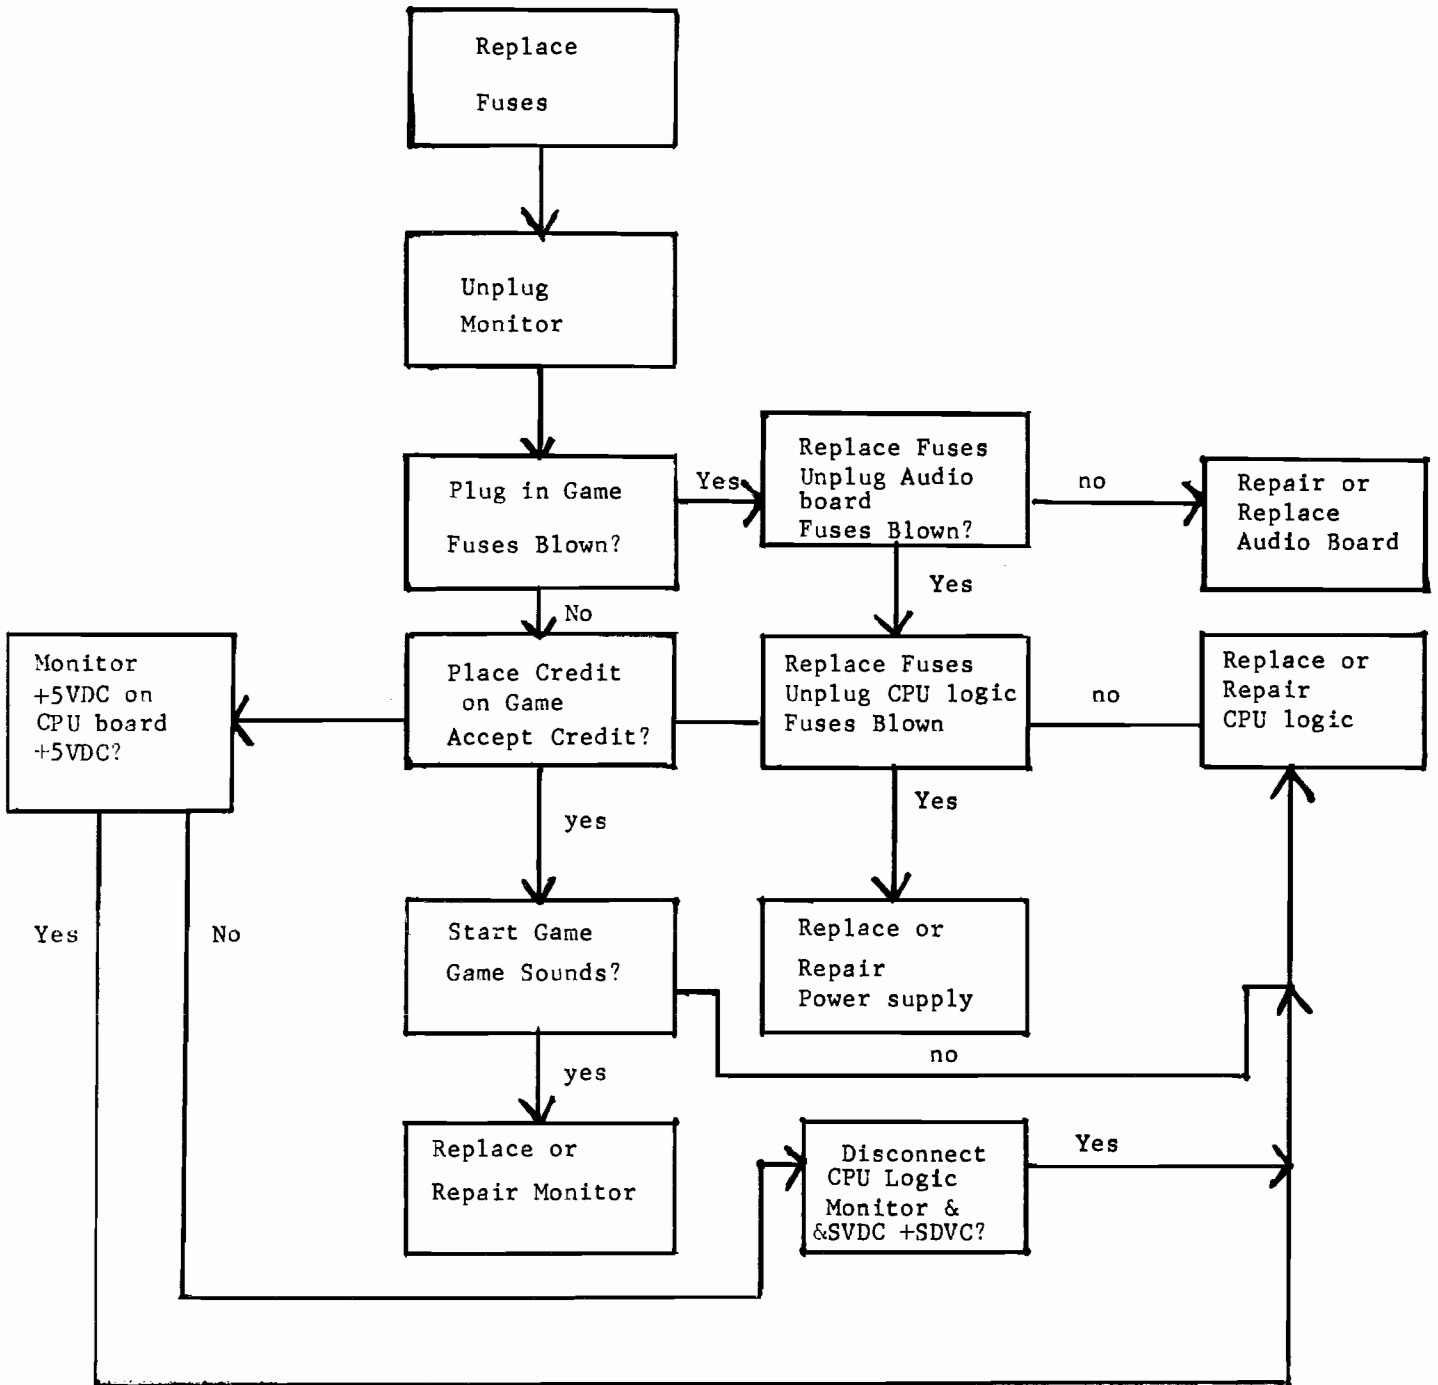 Replace
Fuses
Unplug
Monitor
Plug in Game
Fuses Blown?
Yes
Replace Fuses
Unplug Audio
board
Fuses Blown?
no
Repair or
Replace
Audio Board
No
Yes
Monitor
+5VDC on
CPU board
+5VDC?
Place Credit
on Game
Accept Credit?
Replace Fuses
Unplug CPU logic
Fuses Blown
no
Replace or
Repair
CPU logic
yes
Yes
Yes
No
Start Game
Game Sounds?
Replace or
Repair
Power supply
no
yes
Replace or
Repair Monitor
Disconnect
CPU Logic
Monitor &
&SVDC +SDVC?
Yes